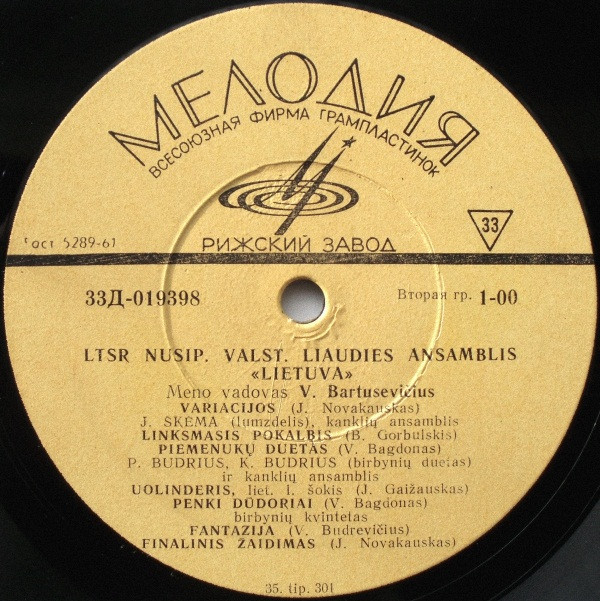 МЕЛОДИЯ
ВСЕСОЮЗНАЯ ФИРМА ГРАМПЛАСТИНОК
Гост 5289-61
33
РИЖСКИЙ ЗАВОД
33Д-019398
Вторая гр. 1-00
LTSR NUSIP. VALST. LIAUDIES ANSAMBLIS
«LIETUVA»
Meno vadovas V. Bartusevičius
VARIACIJOS (J. Novakauskas)
J. SKĖMA (lumzdelis), kanklių ansamblis
LINKSMASIS POKALBIS (B. Gorbulskis)
PIEMENUKŲ DUETAS (V. Bagdonas)
P. BUDRIUS, K. BUDRIUS (birbynių duetas)
ir kanklių ansamblis
UOLINDERIS, liet. l. šokis (J. Gaižauskas)
PENKI DŪDORIAI (V. Bagdonas)
birbynių kvintetas
FANTAZIJA (V. Budrevičius)
FINALINIS ŽAIDIMAS (J. Novakauskas)
35. tip. 301